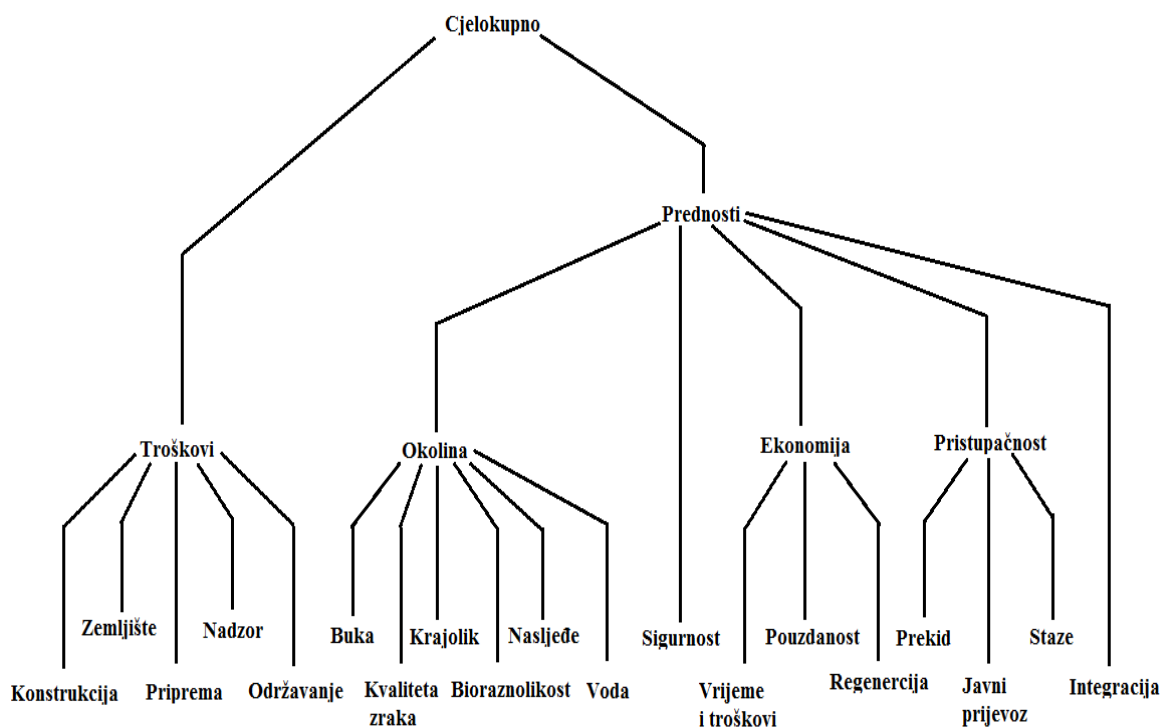 Cjelokupno
Prednosti
Troškovi
Okolina
Ekonomija
Pristupačnost
Zemljište
Nadzor
Buka
Krajolik
Nasljeđe
Sigurnost
Pouzdanost
Prekid
Staze
Konstrukcija
Priprema
Održavanje
Kvaliteta
zraka
Bioraznolikost
Voda
Vrijeme
i troškovi
Regenercija
Javni
prijevoz
Integracija